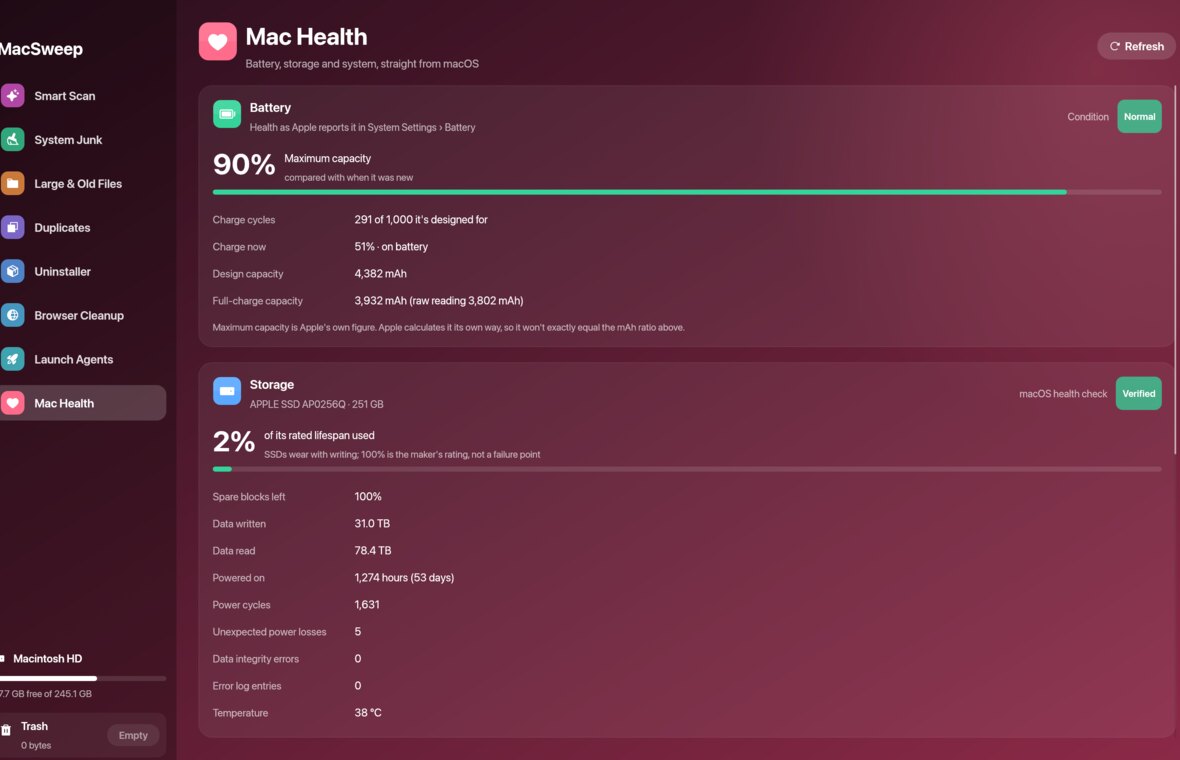 MacSweep
Smart Scan
System Junk
Large & Old Files
Duplicates
Uninstaller
Browser Cleanup
Launch Agents
Mac Health
Macintosh HD
7.7 GB free of 245.1 GB
Trash
0 bytes
Empty
Mac Health
Battery, storage and system, straight from macOS
Refresh
Battery
Health as Apple reports it in System Settings › Battery
Condition
Normal
90%
Maximum capacity
compared with when it was new
Charge cycles
291 of 1,000 it's designed for
Charge now
51% · on battery
Design capacity
4,382 mAh
Full-charge capacity
3,932 mAh (raw reading 3,802 mAh)
Maximum capacity is Apple's own figure. Apple calculates it its own way, so it won't exactly equal the mAh ratio above.
Storage
APPLE SSD AP0256Q · 251 GB
macOS health check
Verified
2%
of its rated lifespan used
SSDs wear with writing; 100% is the maker's rating, not a failure point
Spare blocks left
100%
Data written
31.0 TB
Data read
78.4 TB
Powered on
1,274 hours (53 days)
Power cycles
1,631
Unexpected power losses
5
Data integrity errors
0
Error log entries
0
Temperature
38 °C